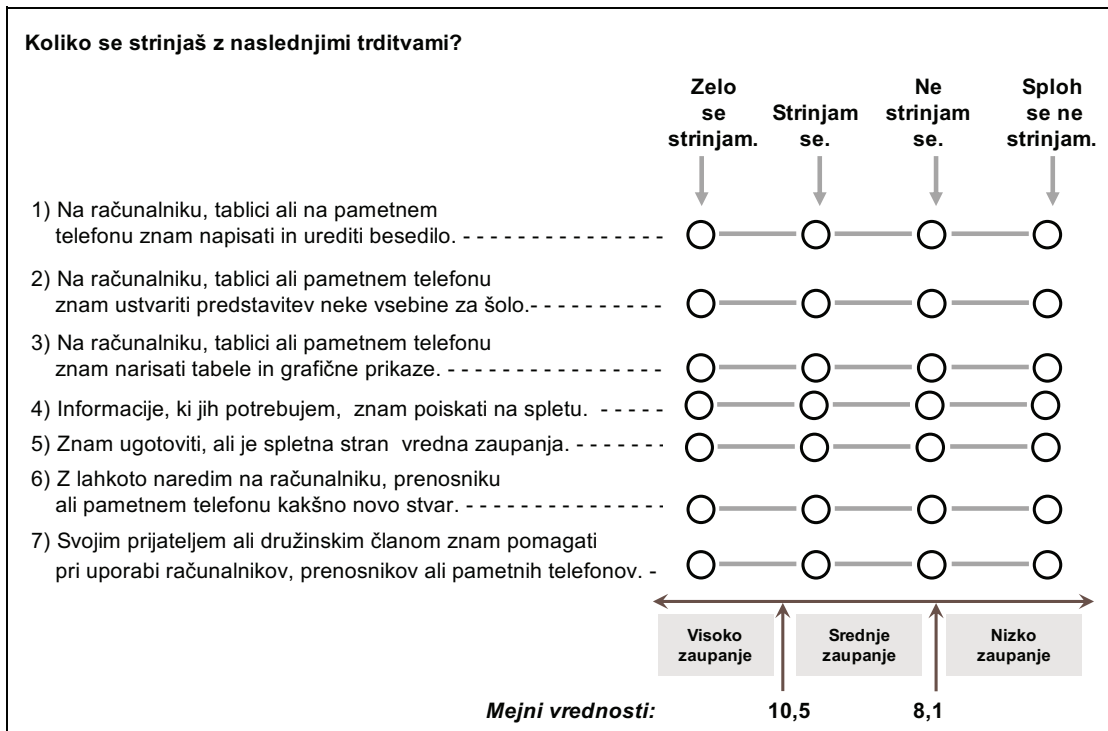 Koliko se strinjaš z naslednjimi trditvami?
Zelo
se
strinjam.
Strinjam
se.
Ne
strinjam
se.
Sploh
se ne
strinjam.
1) Na računalniku, tablici ali na pametnem
telefonu znam napisati in urediti besedilo. - - - - - - - - - - - - - - -
2) Na računalniku, tablici ali pametnem telefonu
znam ustvariti predstavitev neke vsebine za šolo.- - - - - - - - - -
3) Na računalniku, tablici ali pametnem telefonu
znam narisati tabele in grafične prikaze. - - - - - - - - - - - - - - - -
4) Informacije, ki jih potrebujem, znam poiskati na spletu. - - - - - -
5) Znam ugotoviti, ali je spletna stran vredna zaupanja. - - - - - - -
6) Z lahkoto naredim na računalniku, prenosniku
ali pametnem telefonu kakšno novo stvar. - - - - - - - - - - - - - - -
7) Svojim prijateljem ali družinskim članom znam pomagati
pri uporabi računalnikov, prenosnikov ali pametnih telefonov. -
Visoko
zaupanje
Srednje
zaupanje
Nizko
zaupanje
Mejni vrednosti: 10,5 8,1